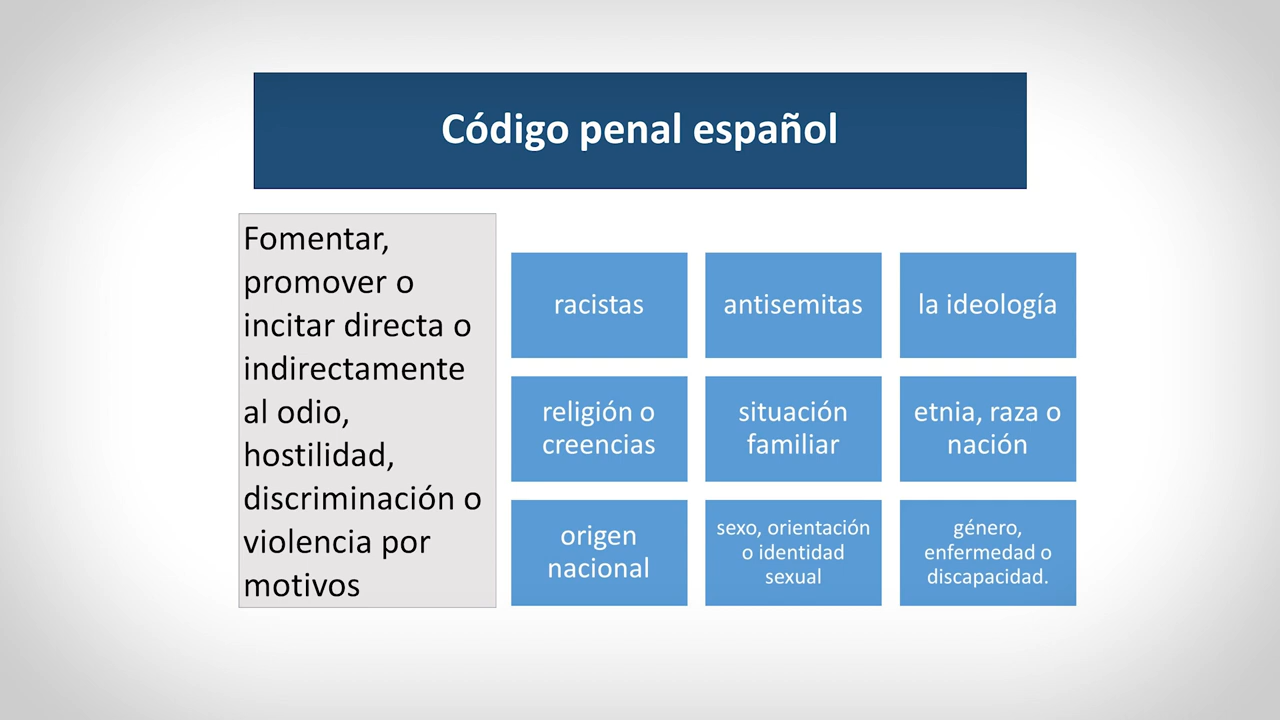 Código penal español
Fomentar,
promover o
incitar directa o
indirectamente
al odio,
hostilidad,
discriminación o
violencia por
motivos
racistas
antisemitas
la ideología
religión o
creencias
situación
familiar
etnia, raza o
nación
origen
nacional
sexo, orientación
o identidad
sexual
género,
enfermedad o
discapacidad.